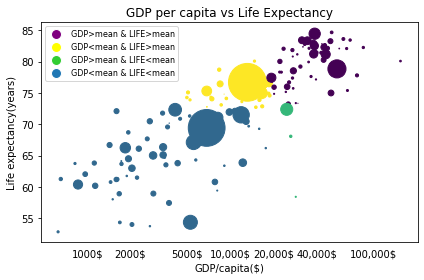 GDP per capita vs Life Expectancy
GDP>mean & LIFE>mean
GDP<mean & LIFE>mean
GDP>mean & LIFE<mean
GDP<mean & LIFE<mean
85
80
75
70
65
60
55
Life expectancy(years)
1000$ 2000$ 5000$ 10,000$ 20,000$ 40,000$ 100,000$
GDP/capita($)